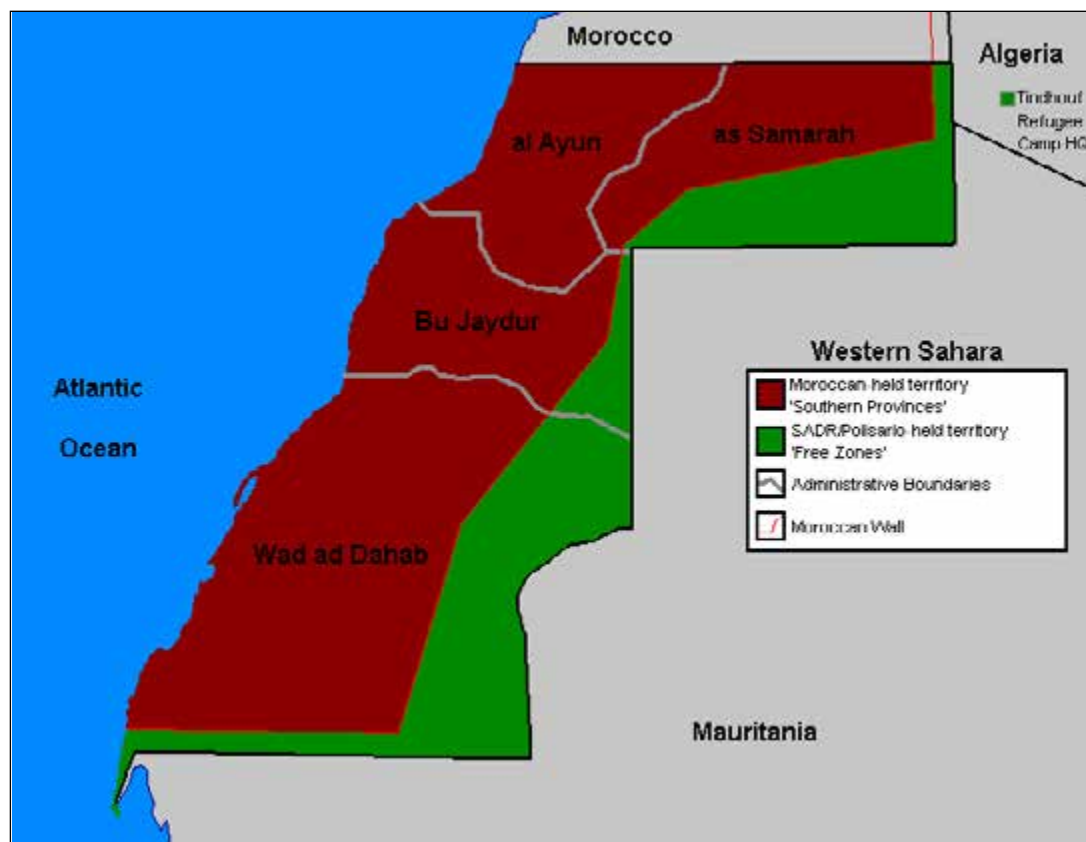 Morocco
Algeria
Tindhouf
Refugee
Camp HQ
al Ayun
as Samarah
Bu Jaydur
Atlantic
Ocean
Wad ad Dahab
Western Sahara
Moroccan-held territory
'Southern Provinces'
SADR/Polisario-held territory
'Free Zones'
Administrative Boundaries
Moroccan Wall
Mauritania